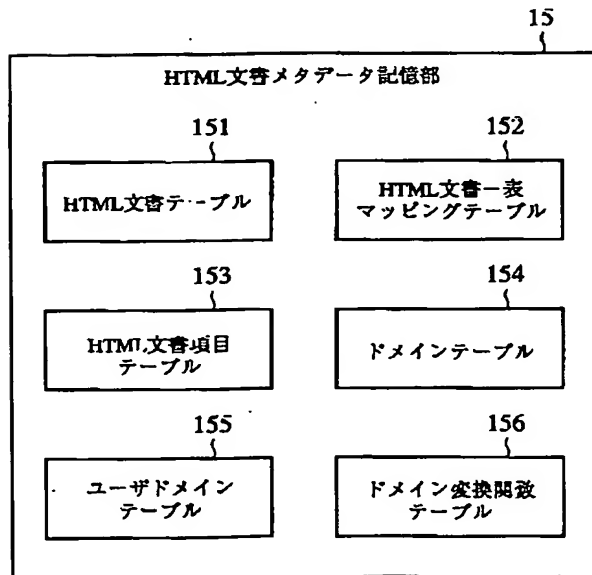 15
HTML文書メタデータ記憶部
151
152
HTML文書テーブル
HTML文書－表
マッピングテーブル
153
154
HTML文書項目
テーブル
ドメインテーブル
155
156
ユーザドメイン
テーブル
ドメイン変換関数
テーブル